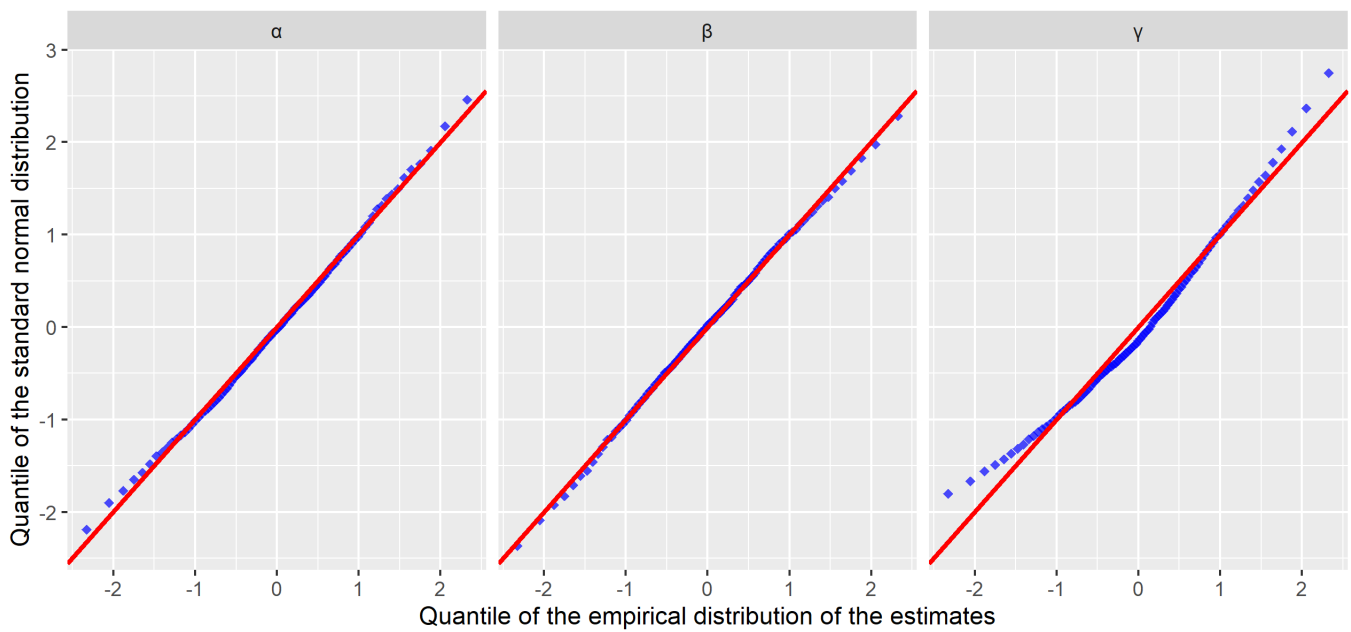 α β γ
Quantile of the standard normal distribution
3
2
1
0
-1
-2
-2 -1 0 1 2 -2 -1 0 1 2 -2 -1 0 1 2
Quantile of the empirical distribution of the estimates